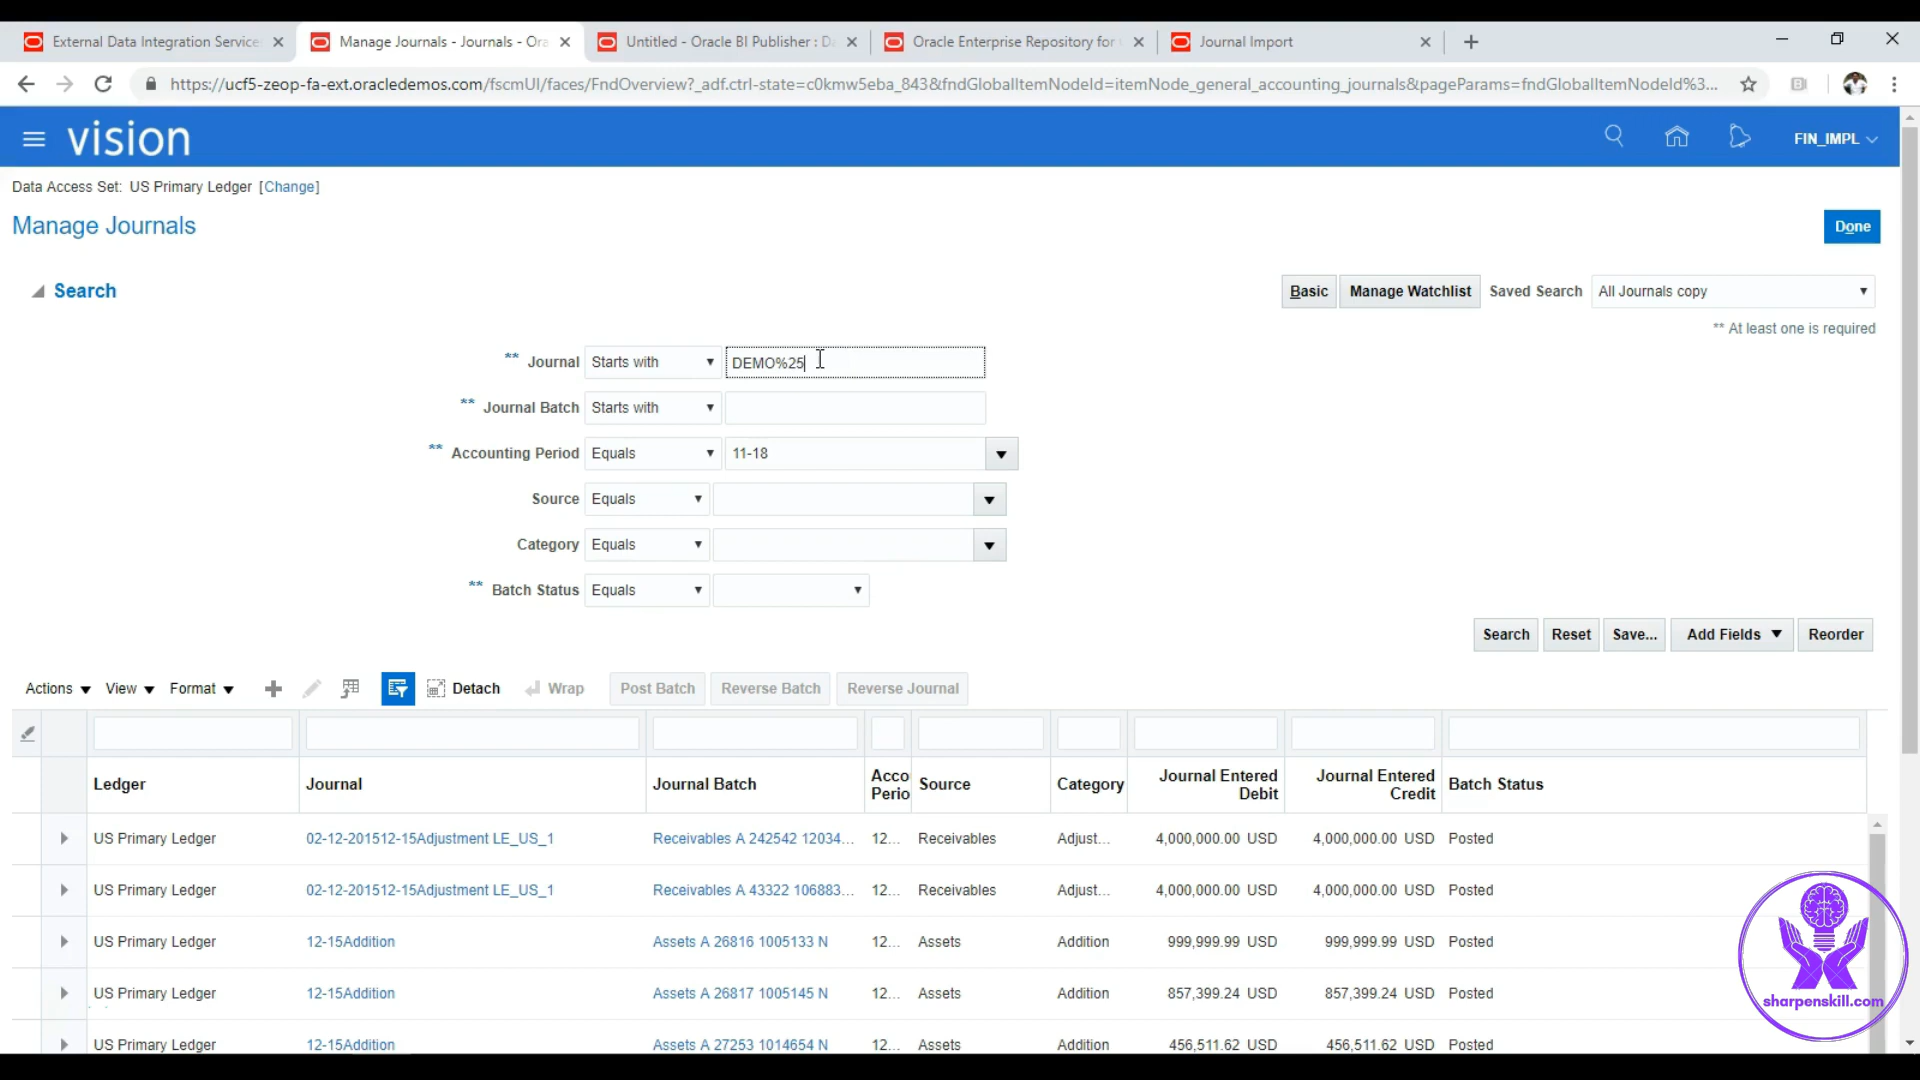 External Data Integration Service
Manage Journals - Journals - Ora
Untitled - Oracle BI Publisher : Da
Oracle Enterprise Repository for
Journal Import
https://ucf5-zeop-fa-ext.oracledemos.com/fscmUI/faces/FndOverview?_adf.ctrl-state=c0kmw5eba_843&fndGlobalItemNodeId=itemNode_general_accounting_journals&pageParams=fndGlobalItemNodeId%3...
vision
FIN_IMPL
Data Access Set: US Primary Ledger [Change]
Manage Journals
Done
Search
Basic Manage Watchlist Saved Search All Journals copy
** At least one is required
** Journal Starts with DEMO%25
** Journal Batch Starts with
** Accounting Period Equals 11-18
Source Equals
Category Equals
** Batch Status Equals
Search Reset Save... Add Fields Reorder
Actions View Format Detach Wrap Post Batch Reverse Batch Reverse Journal
Ledger Journal Journal Batch Acco Perio Source Category Journal Entered Debit Journal Entered Credit Batch Status
US Primary Ledger 02-12-201512-15Adjustment LE_US_1 Receivables A 242542 12034... 12... Receivables Adjust... 4,000,000.00 USD 4,000,000.00 USD Posted
US Primary Ledger 02-12-201512-15Adjustment LE_US_1 Receivables A 43322 106883... 12... Receivables Adjust... 4,000,000.00 USD 4,000,000.00 USD Posted
US Primary Ledger 12-15Addition Assets A 26816 1005133 N 12... Assets Addition 999,999.99 USD 999,999.99 USD Posted
US Primary Ledger 12-15Addition Assets A 26817 1005145 N 12... Assets Addition 857,399.24 USD 857,399.24 USD Posted
US Primary Ledger 12-15Addition Assets A 27253 1014654 N 12... Assets Addition 456,511.62 USD 456,511.62 USD Posted
sharpenskill.com